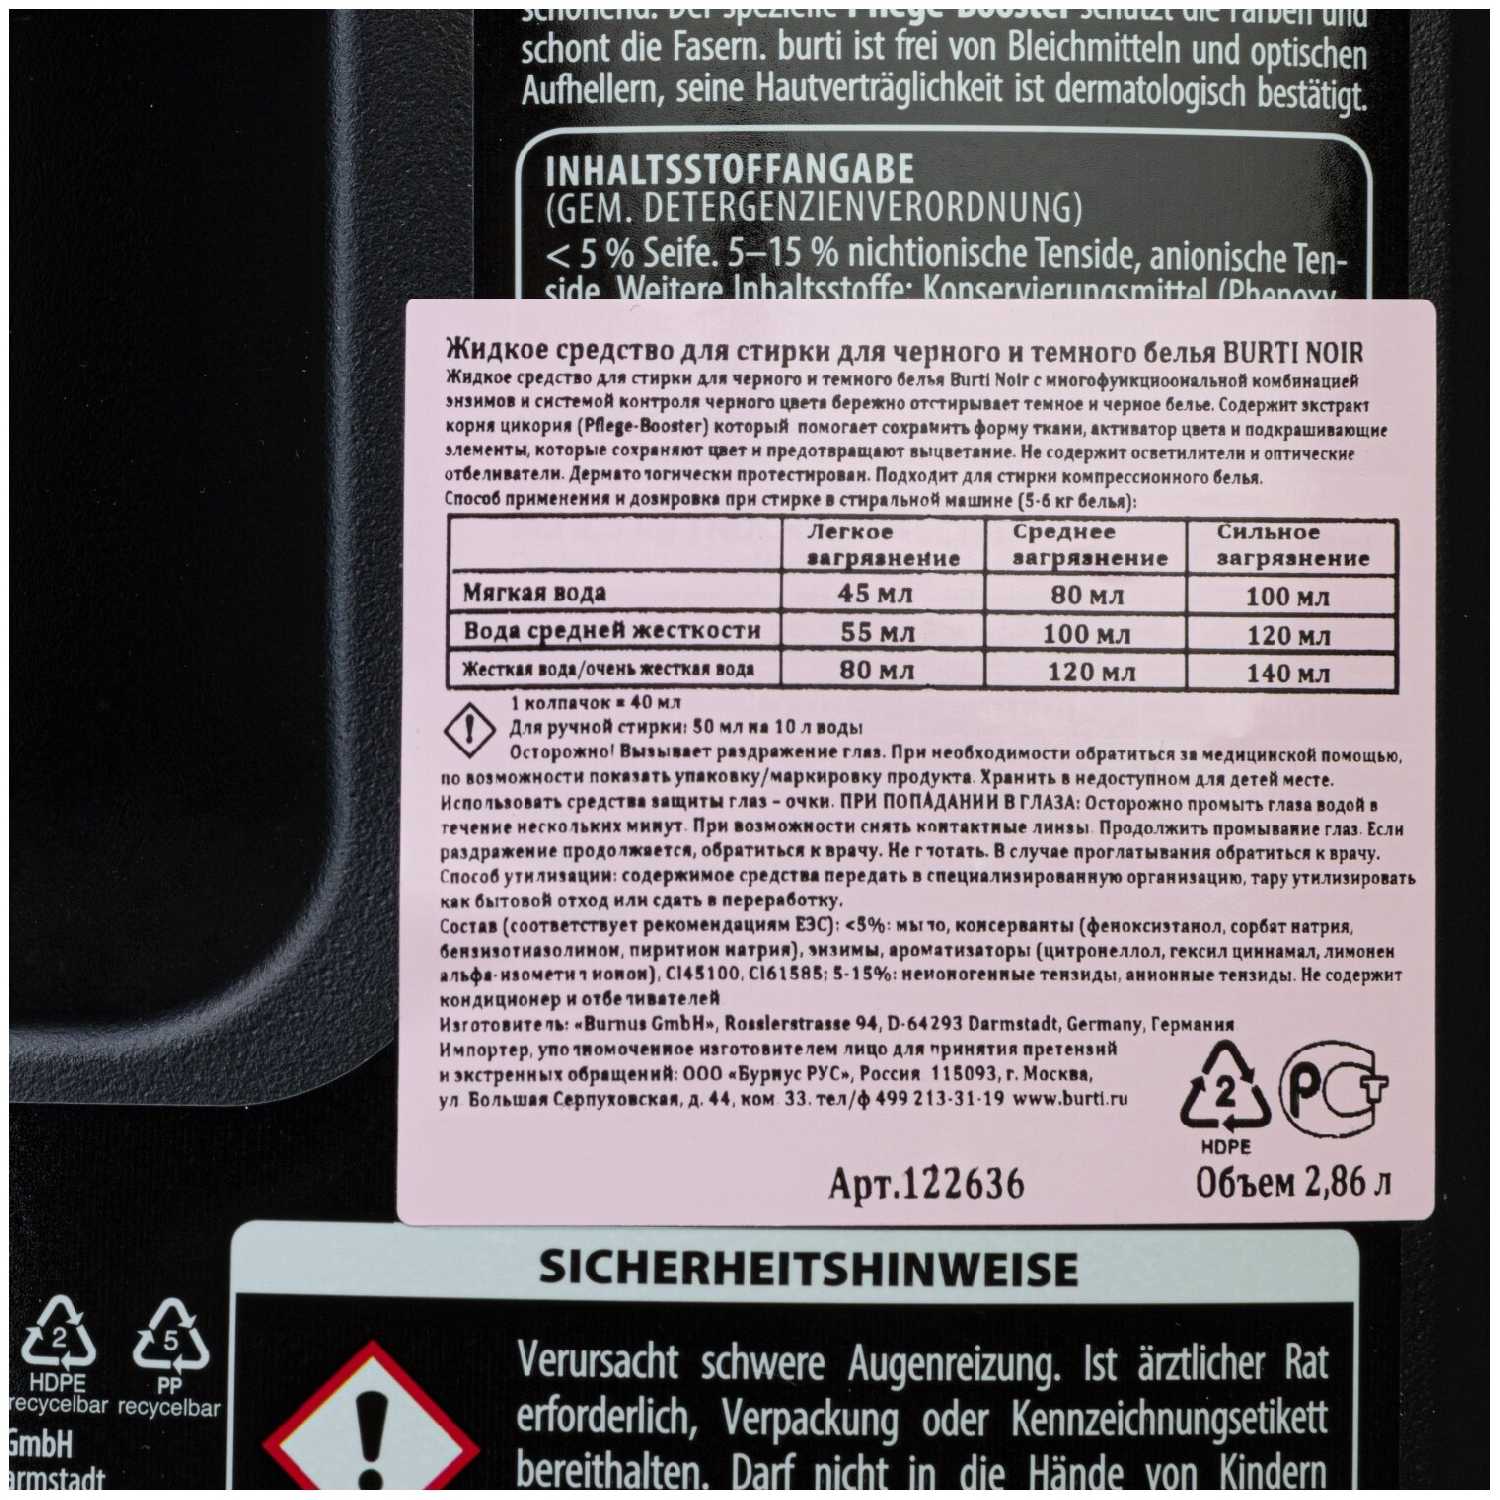 schonend. Der spezielle Pflege-Booster schützt die Farben und
schont die Fasern. burti ist frei von Bleichmitteln und optischen
Aufhellern, seine Hautverträglichkeit ist dermatologisch bestätigt.
INHALTSSTOFFANGABE
(GEM. DETERGENZIENVERORDNUNG)
< 5 % Seife. 5–15 % nichtionische Tenside, anionische Ten-
side. Weitere Inhaltsstoffe: Konservierungsmittel (Phenoxy-
Жидкое средство для стирки для черного и темного белья BURTI NOIR
Жидкое средство для стирки для черного и темного белья Burti Noir с многофункциоональной комбинацией
энзимов и системой контроля черного цвета бережно отстирывает темное и черное белье. Содержит экстракт
корня цикория (Pflege-Booster) который помогает сохранить форму ткани, активатор цвета и подкрашивающие
элементы, которые сохраняют цвет и предотвращают выцветание. Не содержит осветлители и оптические
отбеливатели. Дерматологически протестирован. Подходит для стирки компрессионного белья.
Способ применения и дозировка при стирке в стиральной машине (5-6 кг белья):
Легкое загрязнение Среднее загрязнение Сильное загрязнение
Мягкая вода 45 мл 80 мл 100 мл
Вода средней жесткости 55 мл 100 мл 120 мл
Жесткая вода/очень жесткая вода 80 мл 120 мл 140 мл
1 колпачок = 40 мл
Для ручной стирки: 50 мл на 10 л воды
Осторожно! Вызывает раздражение глаз. При необходимости обратиться за медицинской помощью,
по возможности показать упаковку/маркировку продукта. Хранить в недоступном для детей месте.
Использовать средства защиты глаз – очки. ПРИ ПОПАДАНИИ В ГЛАЗА: Осторожно промыть глаза водой в
течение нескольких минут. При возможности снять контактные линзы. Продолжить промывание глаз. Если
раздражение продолжается, обратиться к врачу. Не глотать. В случае проглатывания обратиться к врачу.
Способ утилизации: содержимое средства передать в специализированную организацию, тару утилизировать
как бытовой отход или сдать в переработку.
Состав (соответствует рекомендациям ЕЭС): <5%: мыло, консерванты (феноксиэтанол, сорбат натрия,
бензизотиазолинон, пиритион натрия), энзимы, ароматизаторы (цитронеллол, гексил циннамал, лимонен
альфа-изометил ионон), CI45100, CI61585; 5-15%: неионогенные тензиды, анионные тензиды. Не содержит
кондиционер и отбеливателей
Изготовитель: «Burnus GmbH», Rosslerstrasse 94, D-64293 Darmstadt, Germany, Германия
Импортер, уполномоченное изготовителем лицо для принятия претензий
и экстренных обращений: ООО «Бурнус РУС», Россия 115093, г. Москва,
ул Большая Серпуховская, д. 44, ком 33. тел/ф 499 213-31-19 www.burti.ru
2
HDPE
РСТ
Арт.122636
Объем 2,86 л
SICHERHEITSHINWEISE
Verursacht schwere Augenreizung. Ist ärztlicher Rat
erforderlich, Verpackung oder Kennzeichnungsetikett
bereithalten. Darf nicht in die Hände von Kindern
2 5
HDPE PP
recycelbar recycelbar
GmbH
armstadt